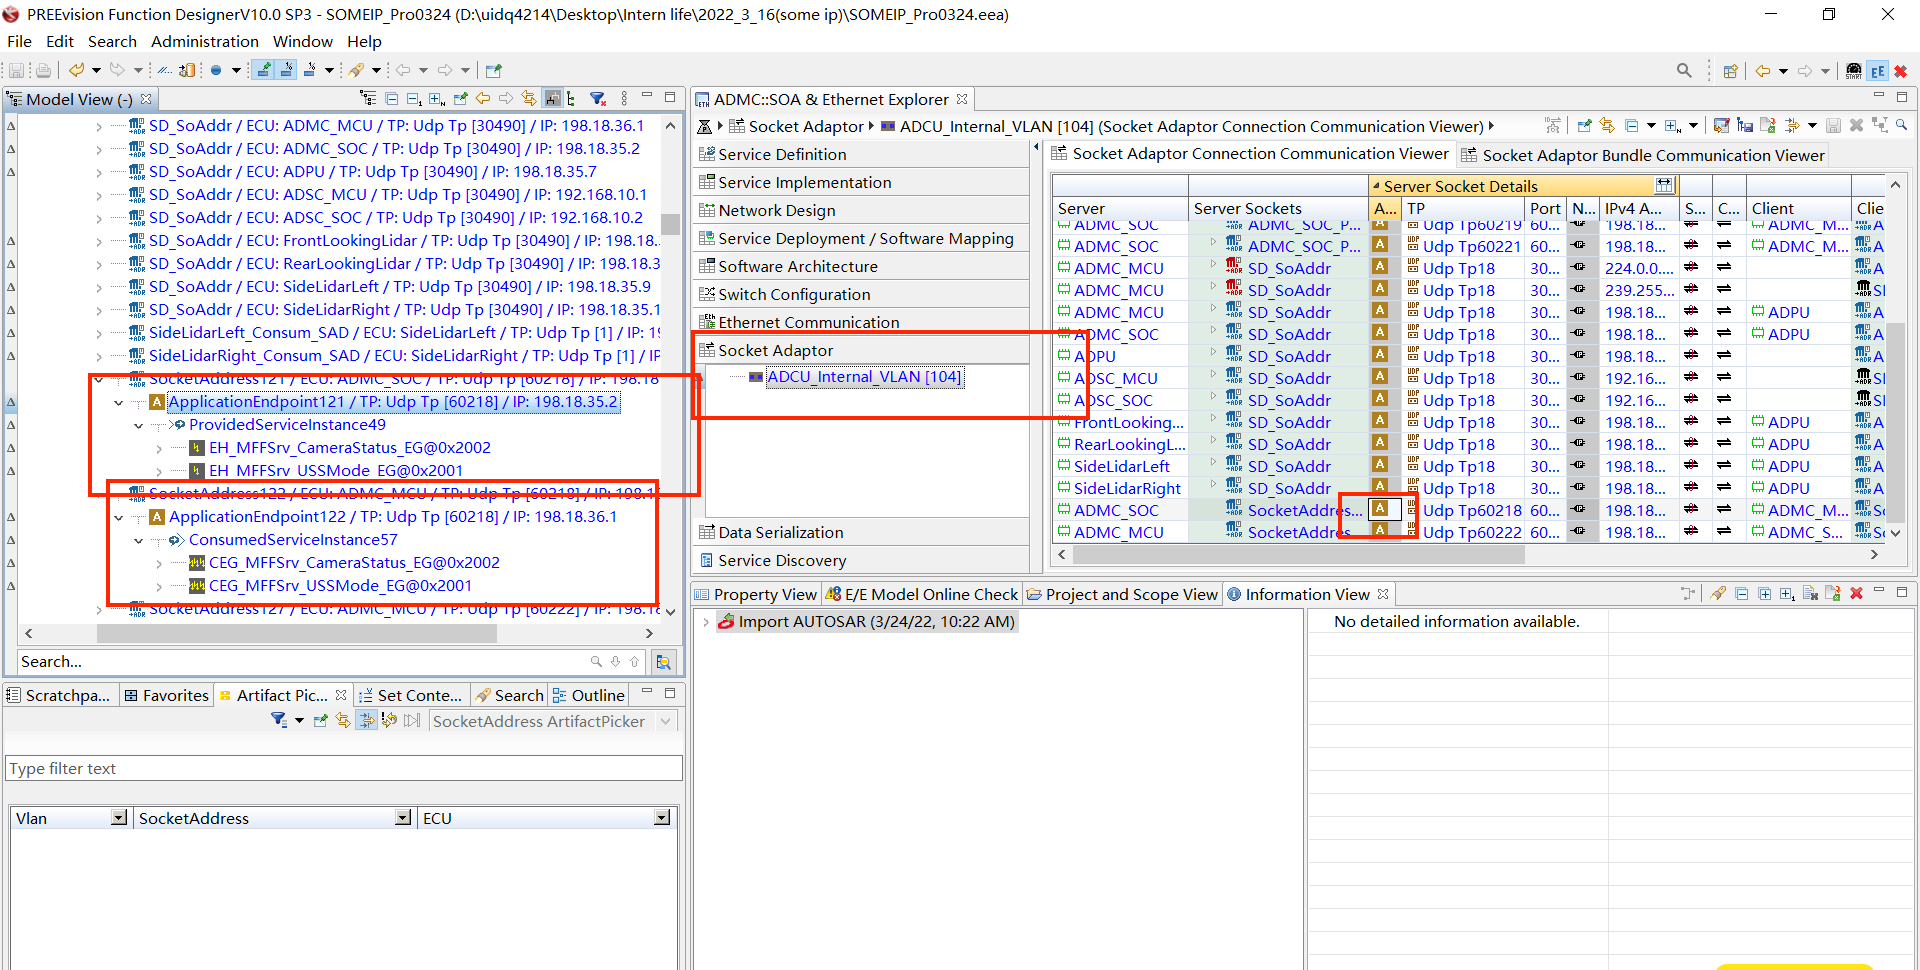 PREEvision Function DesignerV10.0 SP3 - SOMEIP_Pro0324 (D:\uidq4214\Desktop\Intern life\2022_3_16(some ip)\SOMEIP_Pro0324.eea)
File Edit Search Administration Window Help
Model View (-)
SD_SoAddr / ECU: ADMC_MCU / TP: Udp Tp [30490] / IP: 198.18.36.1
SD_SoAddr / ECU: ADMC_SOC / TP: Udp Tp [30490] / IP: 198.18.35.2
SD_SoAddr / ECU: ADPU / TP: Udp Tp [30490] / IP: 198.18.35.7
SD_SoAddr / ECU: ADSC_MCU / TP: Udp Tp [30490] / IP: 192.168.10.1
SD_SoAddr / ECU: ADSC_SOC / TP: Udp Tp [30490] / IP: 192.168.10.2
SD_SoAddr / ECU: FrontLookingLidar / TP: Udp Tp [30490] / IP: 198.18.
SD_SoAddr / ECU: RearLookingLidar / TP: Udp Tp [30490] / IP: 198.18.3
SD_SoAddr / ECU: SideLidarLeft / TP: Udp Tp [30490] / IP: 198.18.35.9
SD_SoAddr / ECU: SideLidarRight / TP: Udp Tp [30490] / IP: 198.18.35.1
SideLidarLeft_Consum_SAD / ECU: SideLidarLeft / TP: Udp Tp [1] / IP: 19
SideLidarRight_Consum_SAD / ECU: SideLidarRight / TP: Udp Tp [1] / IP:
SocketAddress121 / ECU: ADMC_SOC / TP: Udp Tp [60218] / IP: 198.18
ApplicationEndpoint121 / TP: Udp Tp [60218] / IP: 198.18.35.2
ProvidedServiceInstance49
EH_MFFSrv_CameraStatus_EG@0x2002
EH_MFFSrv_USSMode_EG@0x2001
SocketAddress122 / ECU: ADMC_MCU / TP: Udp Tp [60218] / IP: 198.1
ApplicationEndpoint122 / TP: Udp Tp [60218] / IP: 198.18.36.1
ConsumedServiceInstance57
CEG_MFFSrv_CameraStatus_EG@0x2002
CEG_MFFSrv_USSMode_EG@0x2001
SocketAddress127 / ECU: ADMC_MCU / TP: Udp Tp [60222] / IP: 198.18
Search...
Scratchpa... Favorites Artifact Pic... Set Conte... Search Outline
SocketAddress ArtifactPicker
Type filter text
Vlan SocketAddress ECU
ADMC::SOA & Ethernet Explorer
Socket Adaptor ADCU_Internal_VLAN [104] (Socket Adaptor Connection Communication Viewer)
Service Definition
Service Implementation
Network Design
Service Deployment / Software Mapping
Software Architecture
Switch Configuration
Ethernet Communication
Socket Adaptor
ADCU_Internal_VLAN [104]
Data Serialization
Service Discovery
Socket Adaptor Connection Communication Viewer Socket Adaptor Bundle Communication Viewer
Server Socket Details
Server Server Sockets A... TP Port N... IPv4 A... S... C... Client Clie
ADMC_SOC ADMC_SOC_P... A Udp Tp60219 60... 198.18... ADMC_M...
ADMC_SOC ADMC_SOC_P... A Udp Tp60221 60... 198.18... ADMC_M... A
ADMC_MCU SD_SoAddr A Udp Tp18 30... 224.0.0.... A
ADMC_MCU SD_SoAddr A Udp Tp18 30... 239.255...
ADMC_MCU SD_SoAddr A Udp Tp18 30... 198.18... ADPU A
ADMC_SOC SD_SoAddr A Udp Tp18 30... 198.18... ADPU A
ADPU SD_SoAddr A Udp Tp18 30... 198.18... A
ADSC_MCU SD_SoAddr A Udp Tp18 30... 192.16...
ADSC_SOC SD_SoAddr A Udp Tp18 30... 192.16...
FrontLooking... SD_SoAddr A Udp Tp18 30... 198.18... ADPU A
RearLookingL... SD_SoAddr A Udp Tp18 30... 198.18... ADPU A
SideLidarLeft SD_SoAddr A Udp Tp18 30... 198.18... ADPU A
SideLidarRight SD_SoAddr A Udp Tp18 30... 198.18... ADPU A
ADMC_SOC SocketAddres... A Udp Tp60218 60... 198.18... ADMC_M...
ADMC_MCU SocketAddres A Udp Tp60222 60... 198.18... ADMC_S...
Property View E/E Model Online Check Project and Scope View Information View
Import AUTOSAR (3/24/22, 10:22 AM)
No detailed information available.